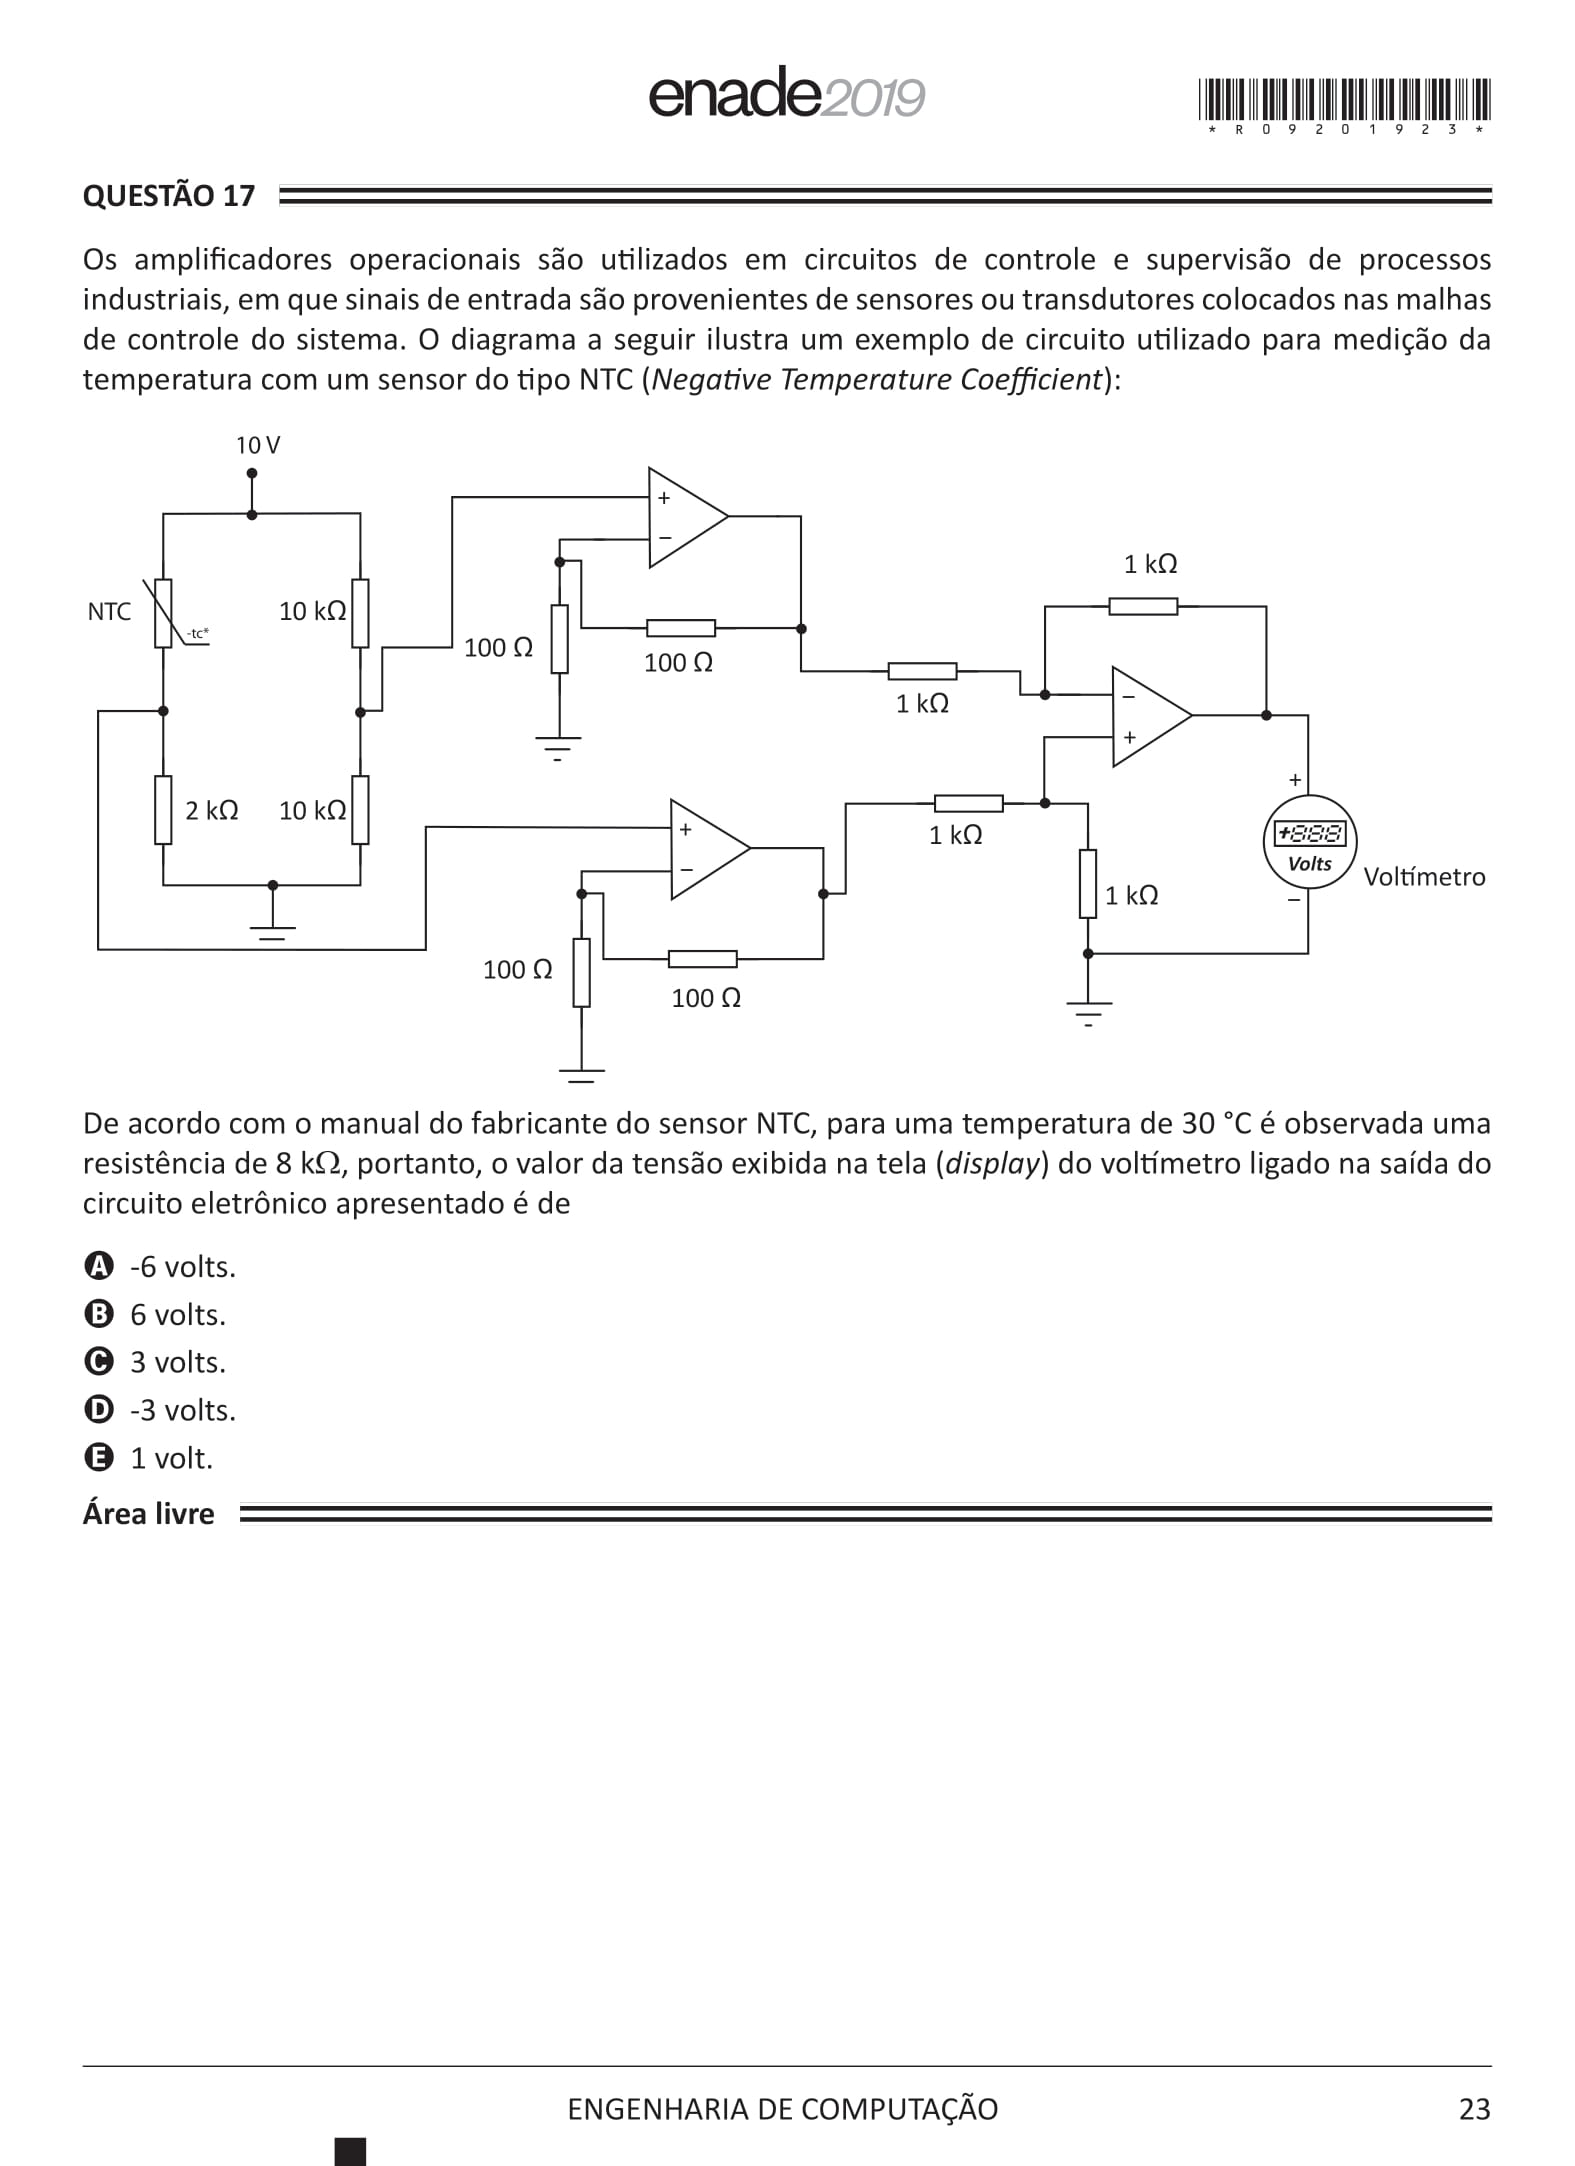 enade2019
*R09201923*
QUESTÃO 17
Os amplificadores operacionais são utilizados em circuitos de controle e supervisão de processos
industriais, em que sinais de entrada são provenientes de sensores ou transdutores colocados nas malhas
de controle do sistema. O diagrama a seguir ilustra um exemplo de circuito utilizado para medição da
temperatura com um sensor do tipo NTC (Negative Temperature Coefficient):
10 V
+
−
1 kΩ
NTC
-tc*
10 kΩ
100 Ω
100 Ω
1 kΩ
−
+
+
2 kΩ
10 kΩ
+
−
1 kΩ
+888
Volts
Voltímetro
−
1 kΩ
100 Ω
100 Ω
De acordo com o manual do fabricante do sensor NTC, para uma temperatura de 30 °C é observada uma
resistência de 8 kΩ, portanto, o valor da tensão exibida na tela (display) do voltímetro ligado na saída do
circuito eletrônico apresentado é de
A -6 volts.
B 6 volts.
C 3 volts.
D -3 volts.
E 1 volt.
Área livre
ENGENHARIA DE COMPUTAÇÃO
23